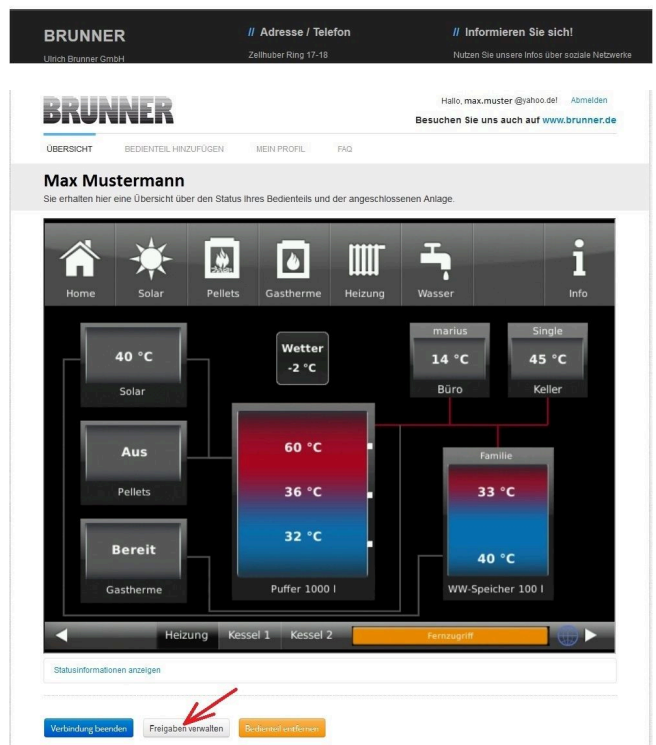 BRUNNER
// Adresse / Telefon
// Informieren Sie sich!
Ulrich Brunner GmbH
Zellhuber Ring 17-18
Nutzen Sie unsere Infos über soziale Netzwerke
BRUNNER
Hallo, max.muster @yahoo.de! Abmelden
Besuchen Sie uns auch auf www.brunner.de
ÜBERSICHT BEDIENTEIL HINZUFÜGEN MEIN PROFIL FAQ
Max Mustermann
Sie erhalten hier eine Übersicht über den Status Ihres Bedienteils und der angeschlossenen Anlage.
Home Solar Pellets Gastherme Heizung Wasser Info
marius
Single
40 °C
Wetter
-2 °C
14 °C
45 °C
Solar
Büro
Keller
Aus
60 °C
Familie
Pellets
36 °C
33 °C
Bereit
32 °C
40 °C
Gastherme
Puffer 1000 l
WW-Speicher 100 l
Heizung Kessel 1 Kessel 2 Fernzugriff
Statusinformationen anzeigen
Verbindung beenden Freigaben verwalten Bedienteil entfernen